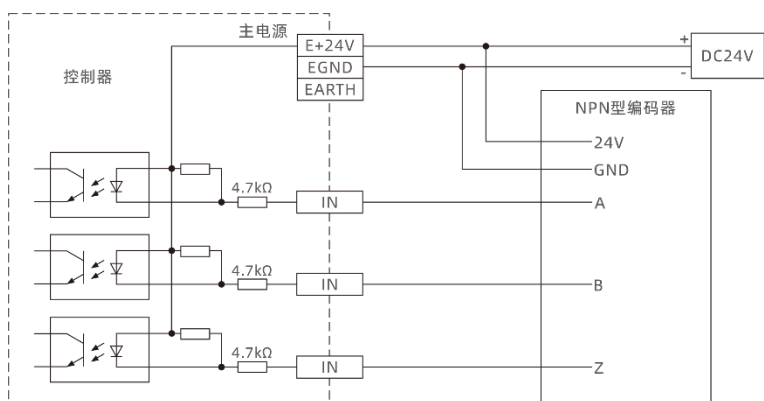 主电源
E+24V
+
DC24V
控制器
EGND
-
EARTH
NPN型编码器
24V
GND
4.7kΩ
IN
A
4.7kΩ
IN
B
4.7kΩ
IN
Z